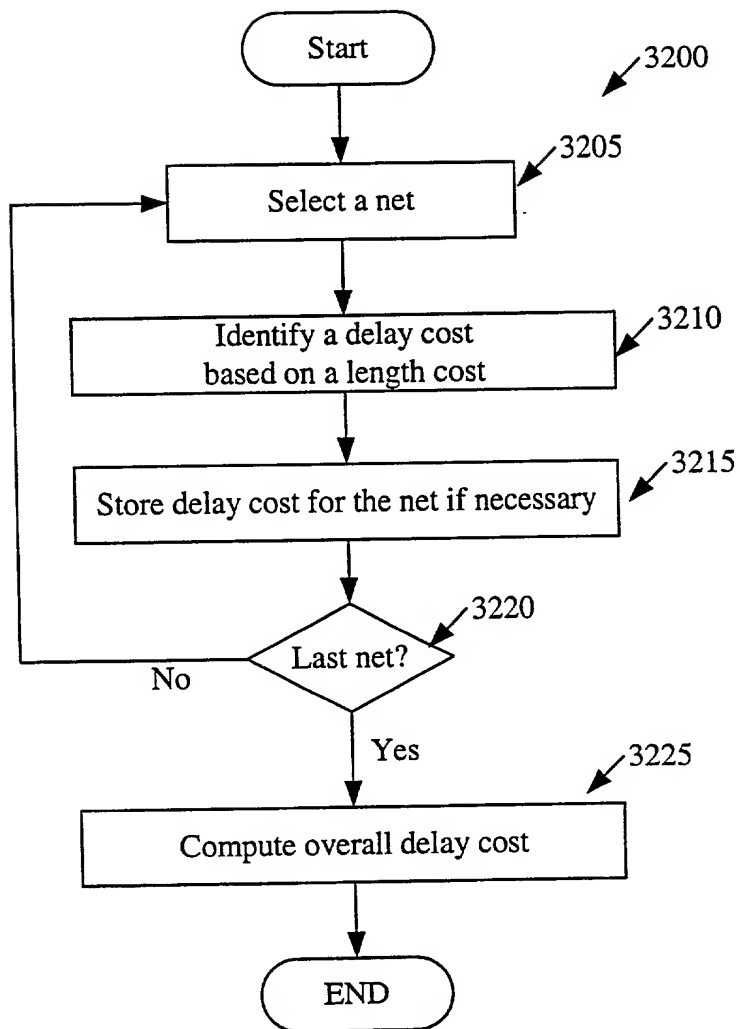 Start
3200
3205
Select a net
3210
Identify a delay cost
based on a length cost
3215
Store delay cost for the net if necessary
3220
Last net?
No
Yes
3225
Compute overall delay cost
END